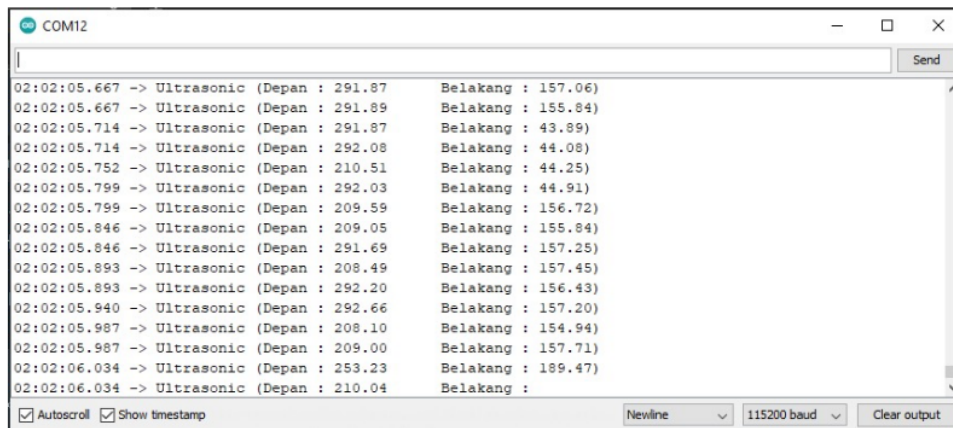 COM12
Send
02:02:05.667 -> Ultrasonic (Depan : 291.87 Belakang : 157.06)
02:02:05.667 -> Ultrasonic (Depan : 291.89 Belakang : 155.84)
02:02:05.714 -> Ultrasonic (Depan : 291.87 Belakang : 43.89)
02:02:05.714 -> Ultrasonic (Depan : 292.08 Belakang : 44.08)
02:02:05.752 -> Ultrasonic (Depan : 210.51 Belakang : 44.25)
02:02:05.799 -> Ultrasonic (Depan : 292.03 Belakang : 44.91)
02:02:05.799 -> Ultrasonic (Depan : 209.59 Belakang : 156.72)
02:02:05.846 -> Ultrasonic (Depan : 209.05 Belakang : 155.84)
02:02:05.846 -> Ultrasonic (Depan : 291.69 Belakang : 157.25)
02:02:05.893 -> Ultrasonic (Depan : 208.49 Belakang : 157.45)
02:02:05.893 -> Ultrasonic (Depan : 292.20 Belakang : 156.43)
02:02:05.940 -> Ultrasonic (Depan : 292.66 Belakang : 157.20)
02:02:05.987 -> Ultrasonic (Depan : 208.10 Belakang : 154.94)
02:02:05.987 -> Ultrasonic (Depan : 209.00 Belakang : 157.71)
02:02:06.034 -> Ultrasonic (Depan : 253.23 Belakang : 189.47)
02:02:06.034 -> Ultrasonic (Depan : 210.04 Belakang :
Autoscroll Show timestamp Newline 115200 baud Clear output